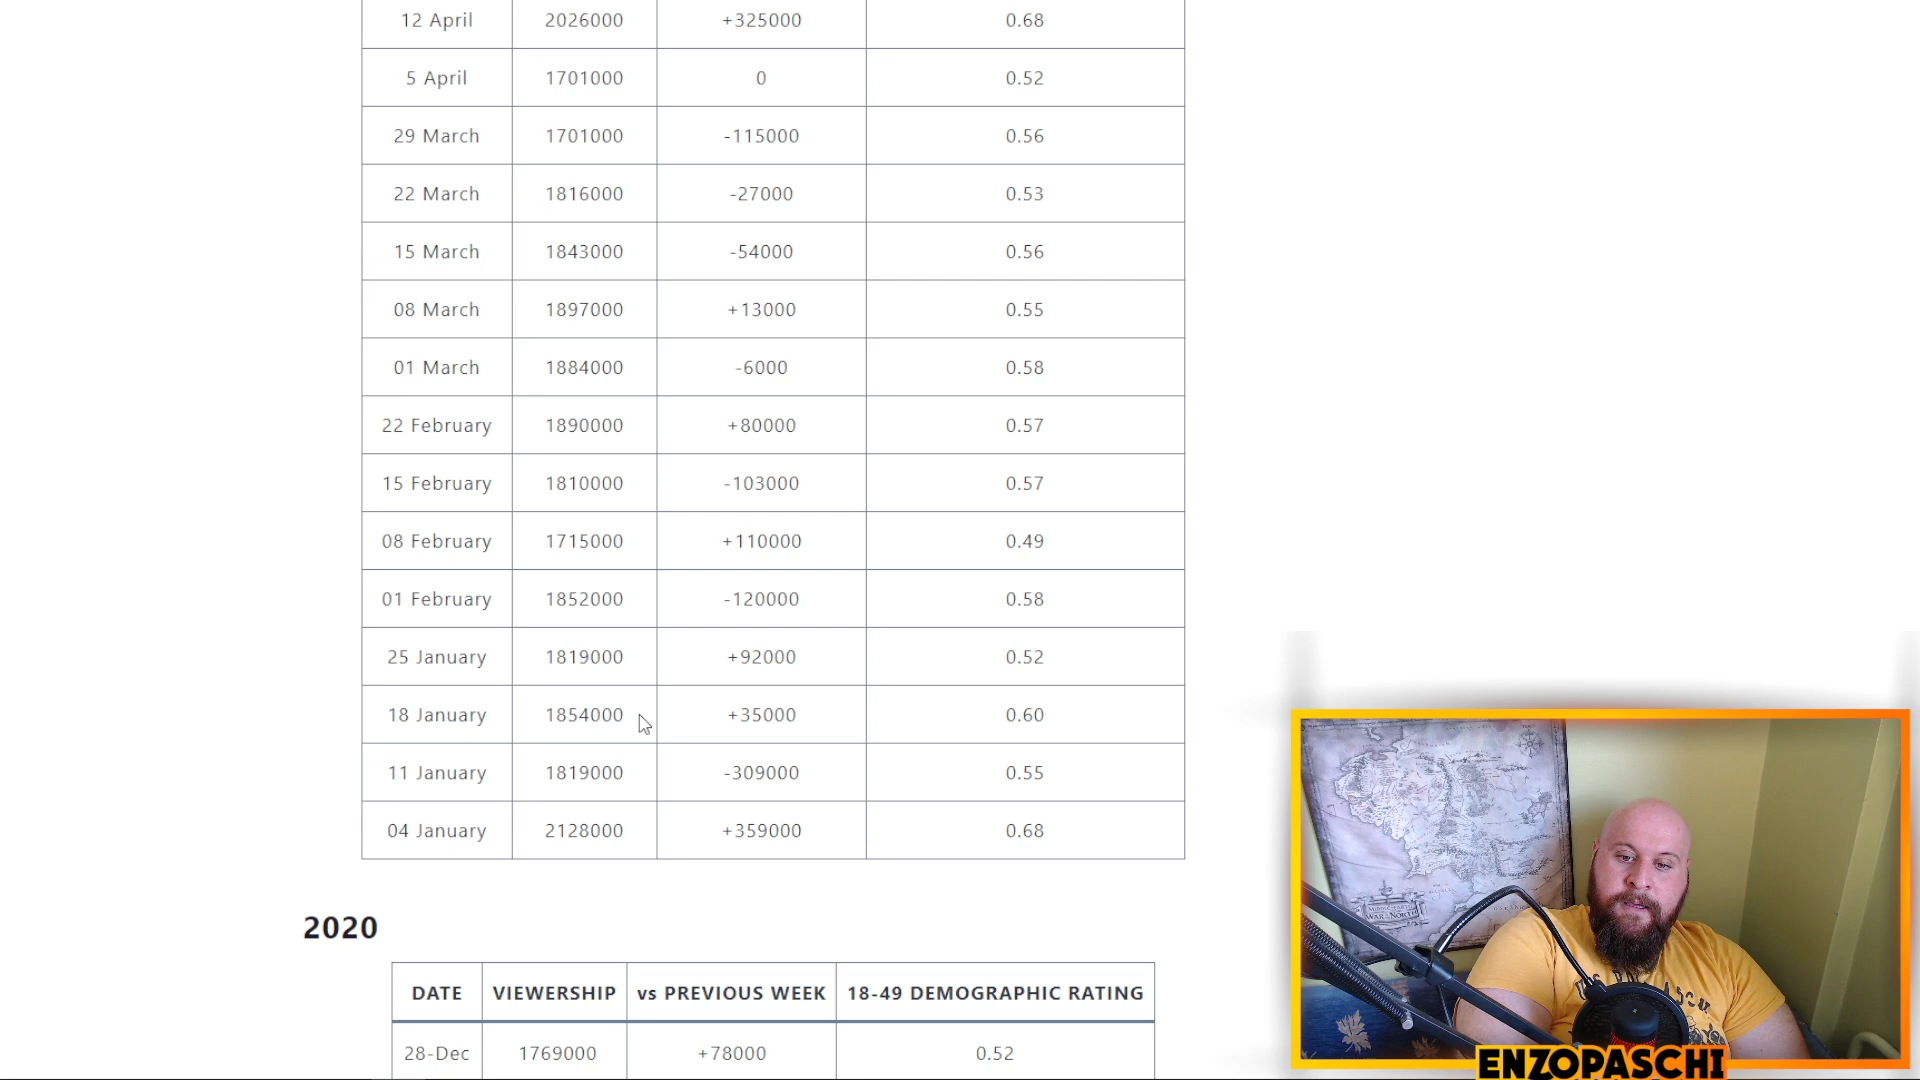 12 April 2026000 +325000 0.68
5 April 1701000 0 0.52
29 March 1701000 -115000 0.56
22 March 1816000 -27000 0.53
15 March 1843000 -54000 0.56
08 March 1897000 +13000 0.55
01 March 1884000 -6000 0.58
22 February 1890000 +80000 0.57
15 February 1810000 -103000 0.57
08 February 1715000 +110000 0.49
01 February 1852000 -120000 0.58
25 January 1819000 +92000 0.52
18 January 1854000 +35000 0.60
11 January 1819000 -309000 0.55
04 January 2128000 +359000 0.68
2020
DATE VIEWERSHIP vs PREVIOUS WEEK 18-49 DEMOGRAPHIC RATING
28-Dec 1769000 +78000 0.52
WAR IN THE NORTH
ENZOPASCHI